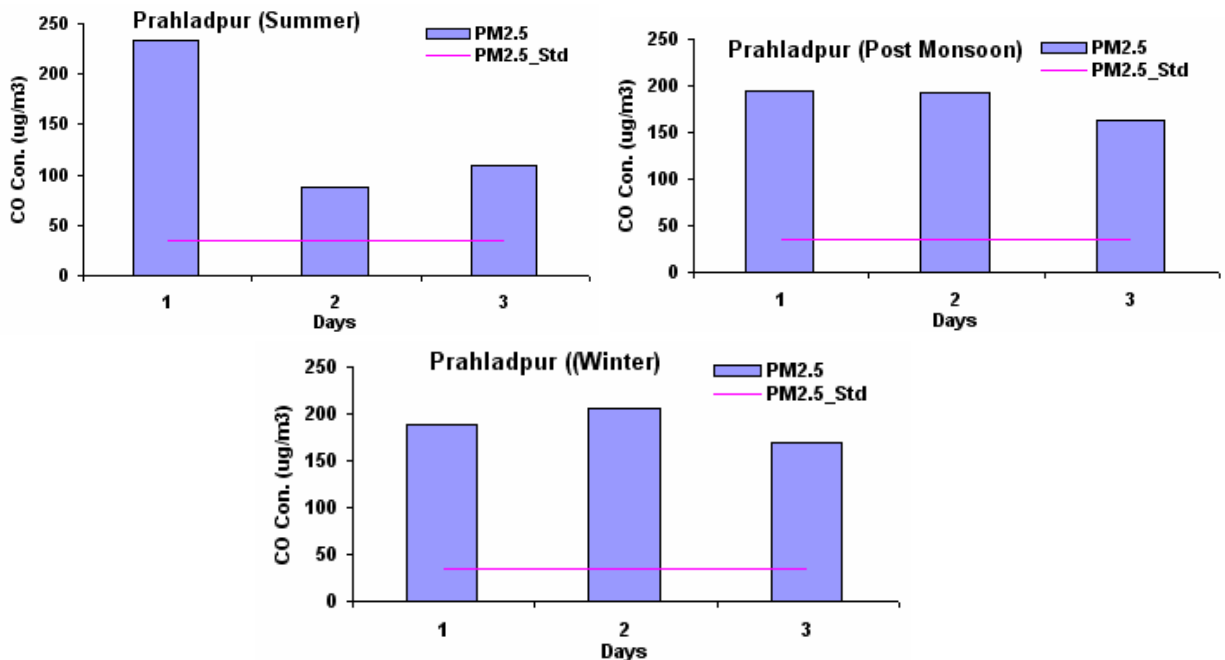 Prahladpur (Summer)
PM2.5
PM2.5_Std
CO Con. (ug/m3)
250
200
150
100
50
0
1 2 3
Days
Prahladpur (Post Monsoon)
PM2.5
PM2.5_Std
CO Con. (ug/m3)
250
200
150
100
50
0
1 2 3
Days
Prahladpur ((Winter)
PM2.5
PM2.5_Std
CO Con. (ug/m3)
250
200
150
100
50
0
1 2 3
Days